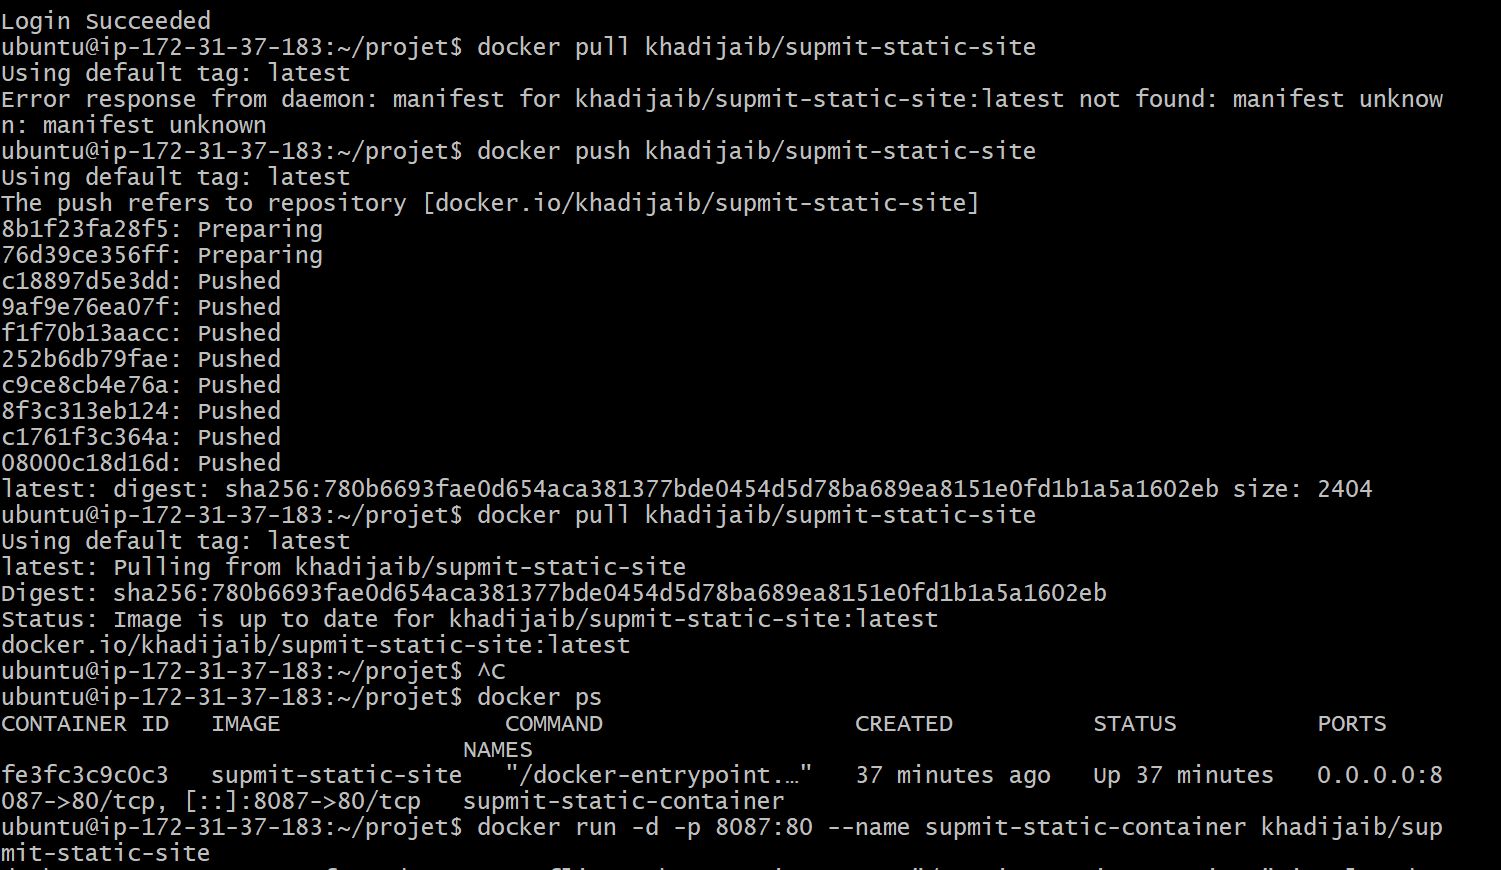 Login Succeeded
ubuntu@ip-172-31-37-183:~/projet$ docker pull khadijaib/supmit-static-site
Using default tag: latest
Error response from daemon: manifest for khadijaib/supmit-static-site:latest not found: manifest unknow
n: manifest unknown
ubuntu@ip-172-31-37-183:~/projet$ docker push khadijaib/supmit-static-site
Using default tag: latest
The push refers to repository [docker.io/khadijaib/supmit-static-site]
8b1f23fa28f5: Preparing
76d39ce356ff: Preparing
c18897d5e3dd: Pushed
9af9e76ea07f: Pushed
f1f70b13aacc: Pushed
252b6db79fae: Pushed
c9ce8cb4e76a: Pushed
8f3c313eb124: Pushed
c1761f3c364a: Pushed
08000c18d16d: Pushed
latest: digest: sha256:780b6693fae0d654aca381377bde0454d5d78ba689ea8151e0fd1b1a5a1602eb size: 2404
ubuntu@ip-172-31-37-183:~/projet$ docker pull khadijaib/supmit-static-site
Using default tag: latest
latest: Pulling from khadijaib/supmit-static-site
Digest: sha256:780b6693fae0d654aca381377bde0454d5d78ba689ea8151e0fd1b1a5a1602eb
Status: Image is up to date for khadijaib/supmit-static-site:latest
docker.io/khadijaib/supmit-static-site:latest
ubuntu@ip-172-31-37-183:~/projet$ ^C
ubuntu@ip-172-31-37-183:~/projet$ docker ps
CONTAINER ID   IMAGE                COMMAND                  CREATED          STATUS          PORTS
                                 NAMES
fe3fc3c9c0c3   supmit-static-site   "/docker-entrypoint.…"   37 minutes ago   Up 37 minutes   0.0.0.0:8
087->80/tcp, [::]:8087->80/tcp   supmit-static-container
ubuntu@ip-172-31-37-183:~/projet$ docker run -d -p 8087:80 --name supmit-static-container khadijaib/sup
mit-static-site